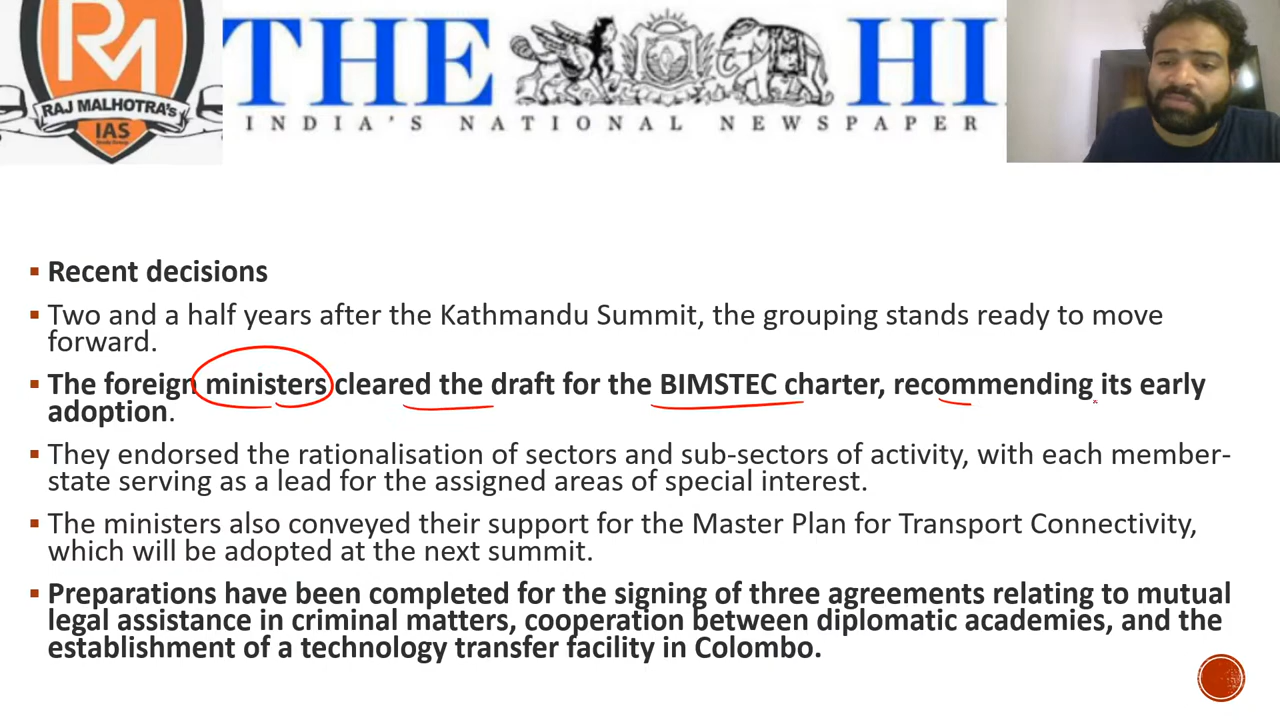 RM
RAJ MALHOTRA's
IAS
THE HI
INDIA'S NATIONAL NEWSPAPER
Recent decisions
Two and a half years after the Kathmandu Summit, the grouping stands ready to move
forward.
The foreign ministers cleared the draft for the BIMSTEC charter, recommending its early
adoption.
They endorsed the rationalisation of sectors and sub-sectors of activity, with each member-
state serving as a lead for the assigned areas of special interest.
The ministers also conveyed their support for the Master Plan for Transport Connectivity,
which will be adopted at the next summit.
Preparations have been completed for the signing of three agreements relating to mutual
legal assistance in criminal matters, cooperation between diplomatic academies, and the
establishment of a technology transfer facility in Colombo.